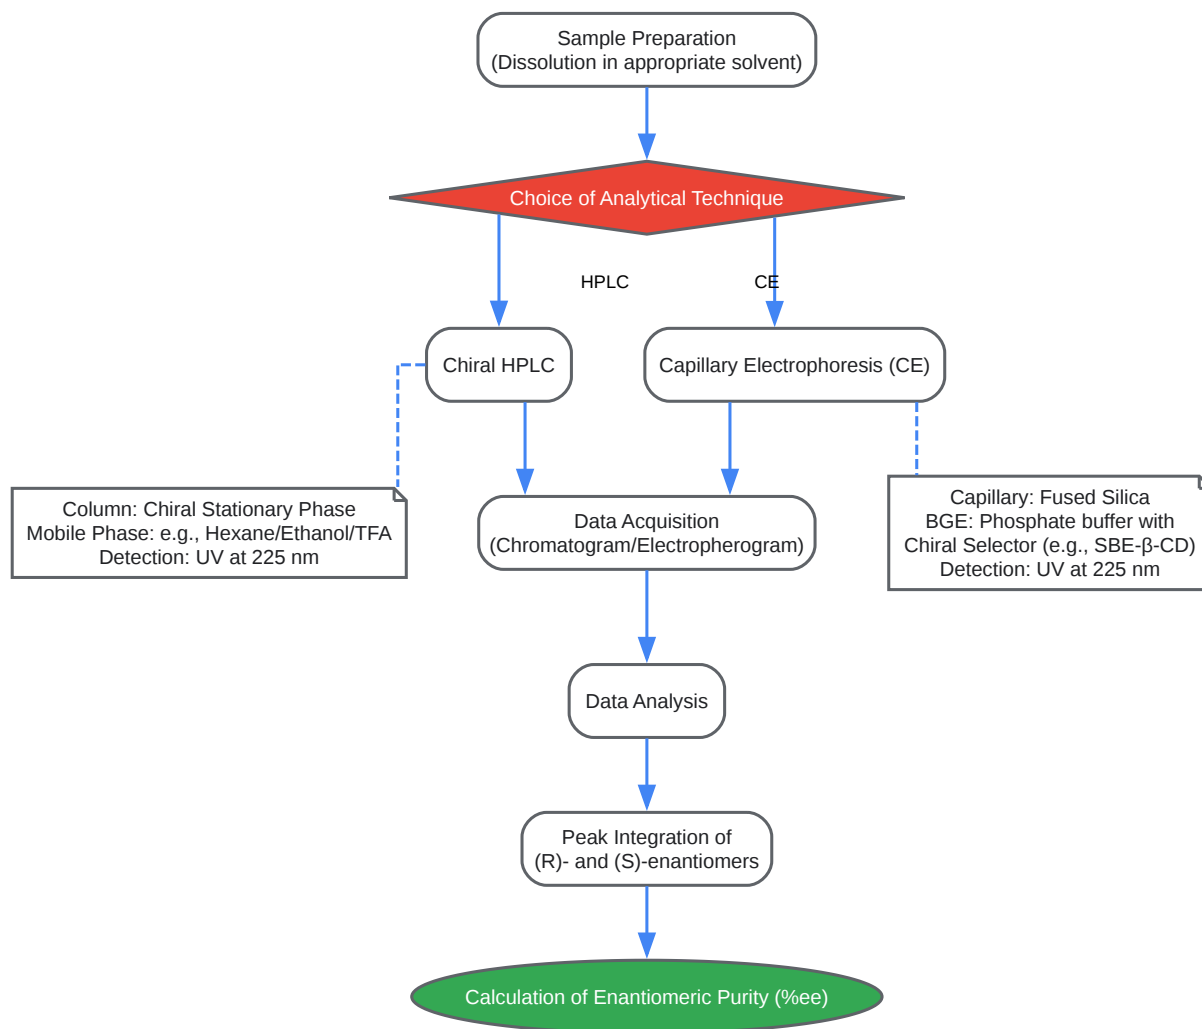 Sample Preparation
(Dissolution in appropriate solvent)
Choice of Analytical Technique
HPLC
CE
Chiral HPLC
Capillary Electrophoresis (CE)
Column: Chiral Stationary Phase
Mobile Phase: e.g., Hexane/Ethanol/TFA
Detection: UV at 225 nm
Data Acquisition
(Chromatogram/Electropherogram)
Capillary: Fused Silica
BGE: Phosphate buffer with
Chiral Selector (e.g., SBE-β-CD)
Detection: UV at 225 nm
Data Analysis
Peak Integration of
(R)- and (S)-enantiomers
Calculation of Enantiomeric Purity (%ee)